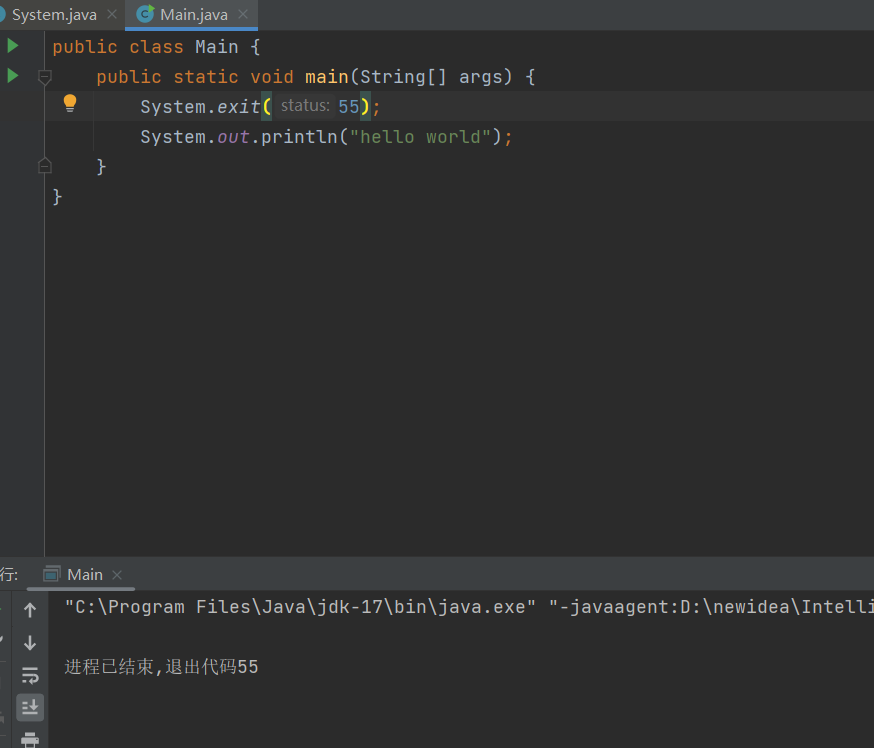 System.java Main.java
public class Main {
public static void main(String[] args) {
System.exit( status: 55);
System.out.println("hello world");
}
}
行: Main
"C:\Program Files\Java\jdk-17\bin\java.exe" "-javaagent:D:\newidea\Intelli
进程已结束,退出代码55